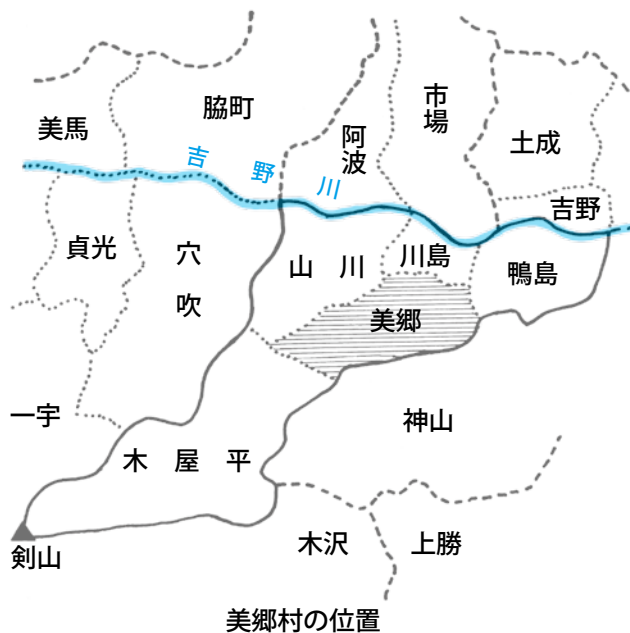 美馬
脇町
阿波
市場
土成
吉野川
吉野
貞光
穴吹
山川
川島
鴨島
美郷
一宇
木屋平
神山
剣山
木沢
上勝
美郷村の位置